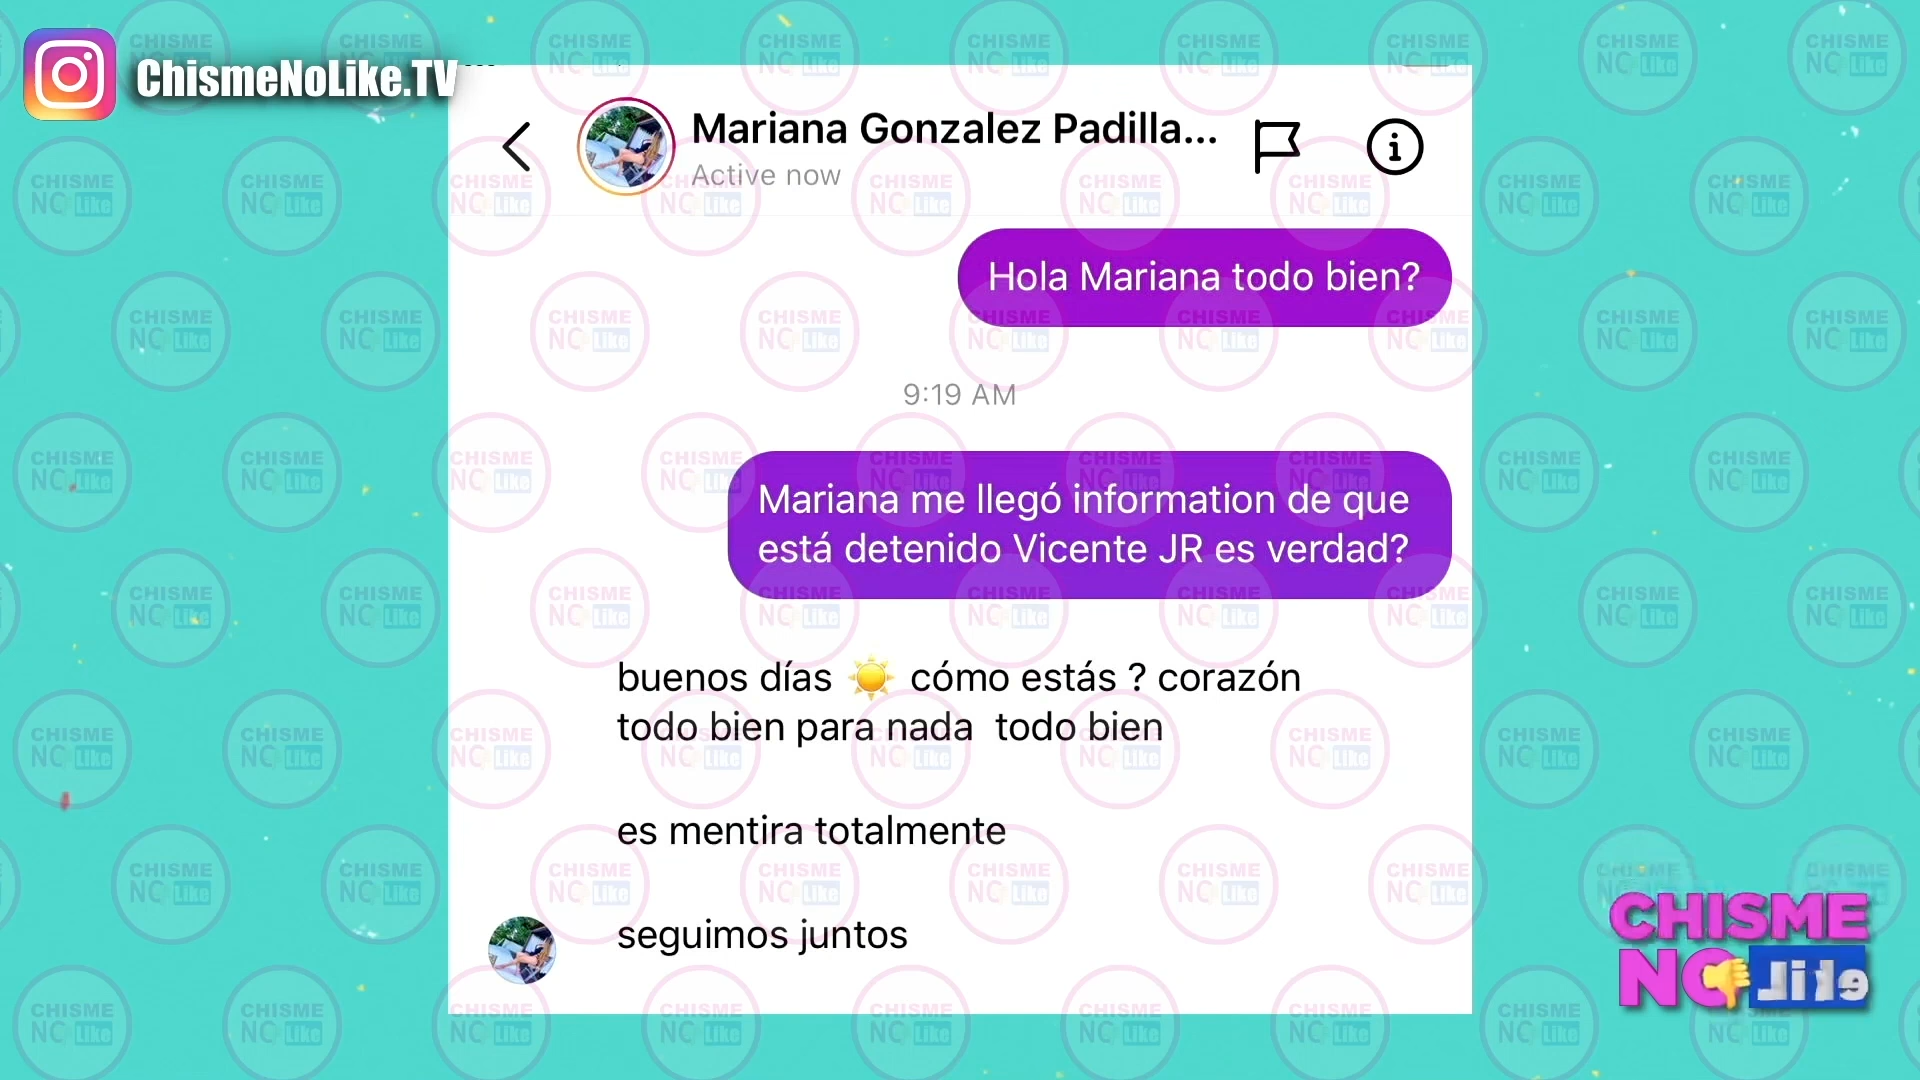 ChismeNoLike.TV
Mariana Gonzalez Padilla...
Active now
Hola Mariana todo bien?
9:19 AM
Mariana me llegó information de que
está detenido Vicente JR es verdad?
buenos días ☀️ cómo estás ? corazón
todo bien para nada  todo bien
es mentira totalmente
seguimos juntos
CHISME
NO Like